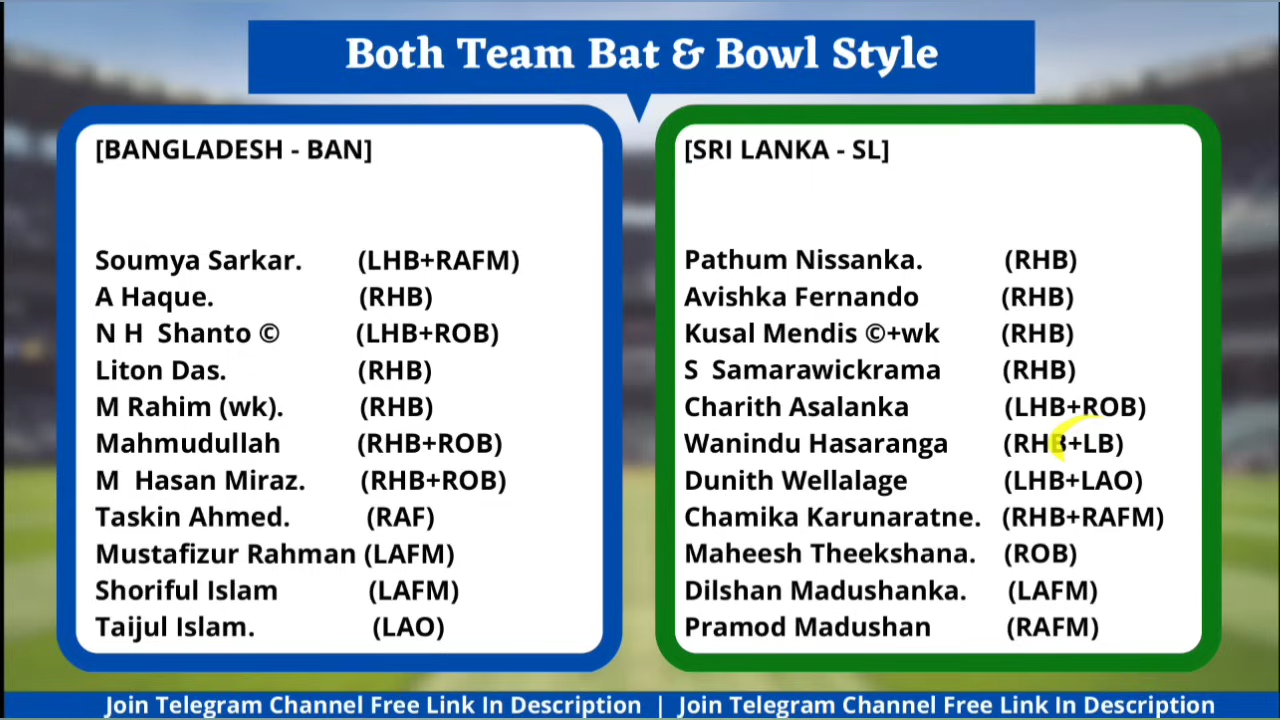 Both Team Bat & Bowl Style
[BANGLADESH - BAN]
Soumya Sarkar. (LHB+RAFM)
A Haque. (RHB)
N H Shanto © (LHB+ROB)
Liton Das. (RHB)
M Rahim (wk). (RHB)
Mahmudullah (RHB+ROB)
M Hasan Miraz. (RHB+ROB)
Taskin Ahmed. (RAF)
Mustafizur Rahman (LAFM)
Shoriful Islam (LAFM)
Taijul Islam. (LAO)
[SRI LANKA - SL]
Pathum Nissanka. (RHB)
Avishka Fernando (RHB)
Kusal Mendis ©+wk (RHB)
S Samarawickrama (RHB)
Charith Asalanka (LHB+ROB)
Wanindu Hasaranga (RHB+LB)
Dunith Wellalage (LHB+LAO)
Chamika Karunaratne. (RHB+RAFM)
Maheesh Theekshana. (ROB)
Dilshan Madushanka. (LAFM)
Pramod Madushan (RAFM)
Join Telegram Channel Free Link In Description | Join Telegram Channel Free Link In Description